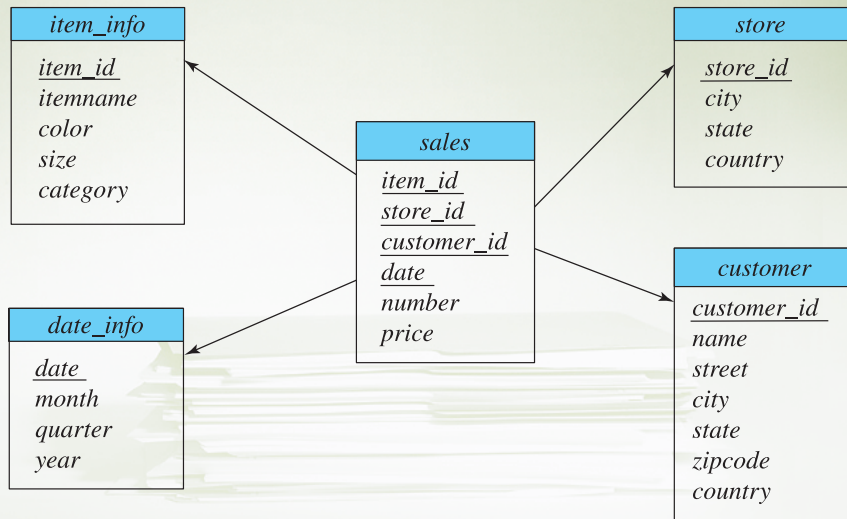 item_info
item_id
itemname
color
size
category
store
store_id
city
state
country
sales
item_id
store_id
customer_id
date
number
price
date_info
date
month
quarter
year
customer
customer_id
name
street
city
state
zipcode
country